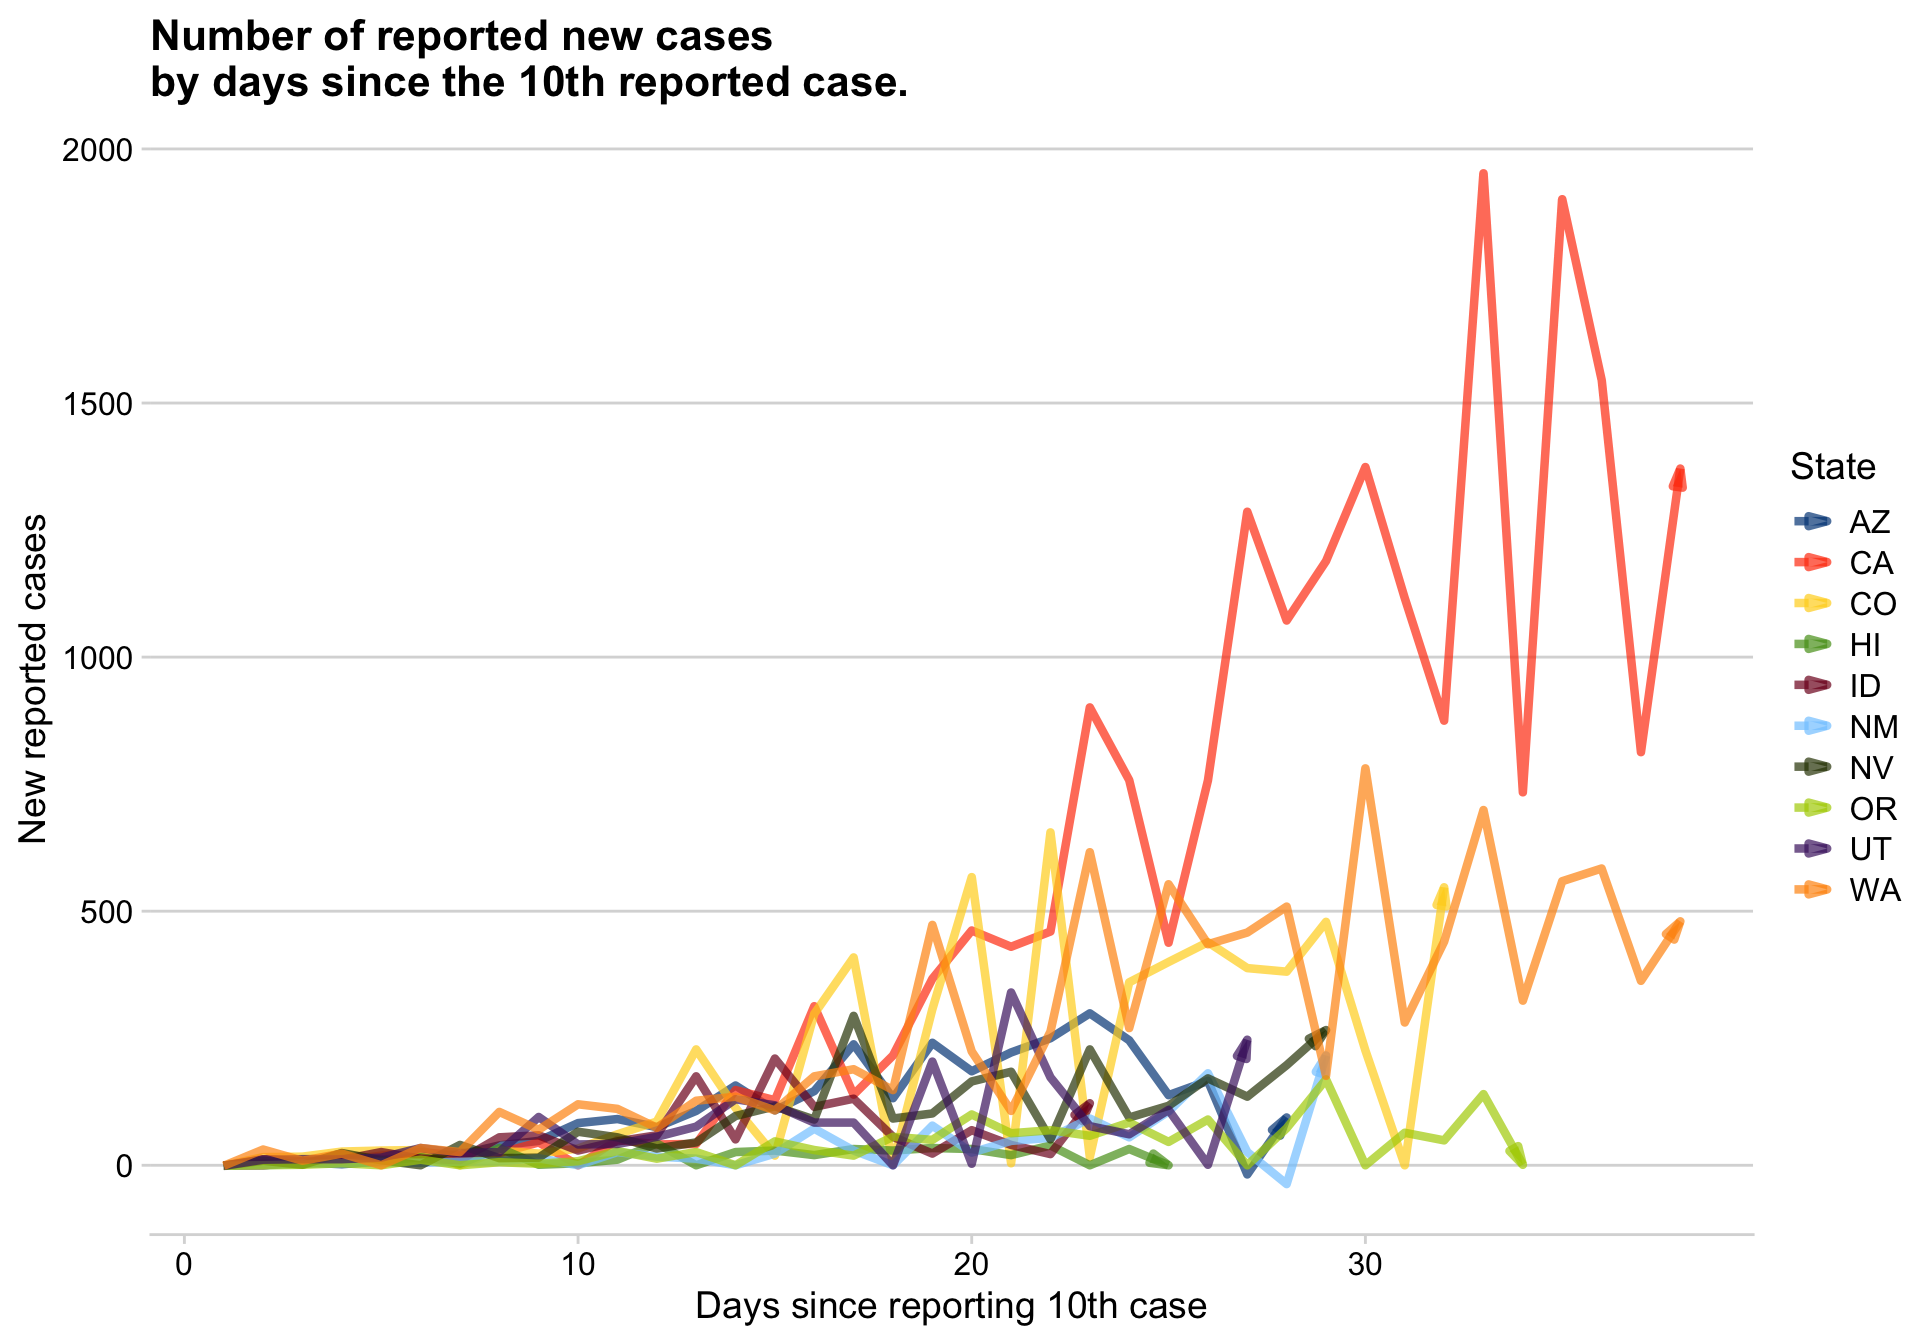 Number of reported new cases
by days since the 10th reported case.
2000
1500
1000
500
0
New reported cases
0 10 20 30
Days since reporting 10th case
State
AZ
CA
CO
HI
ID
NM
NV
OR
UT
WA